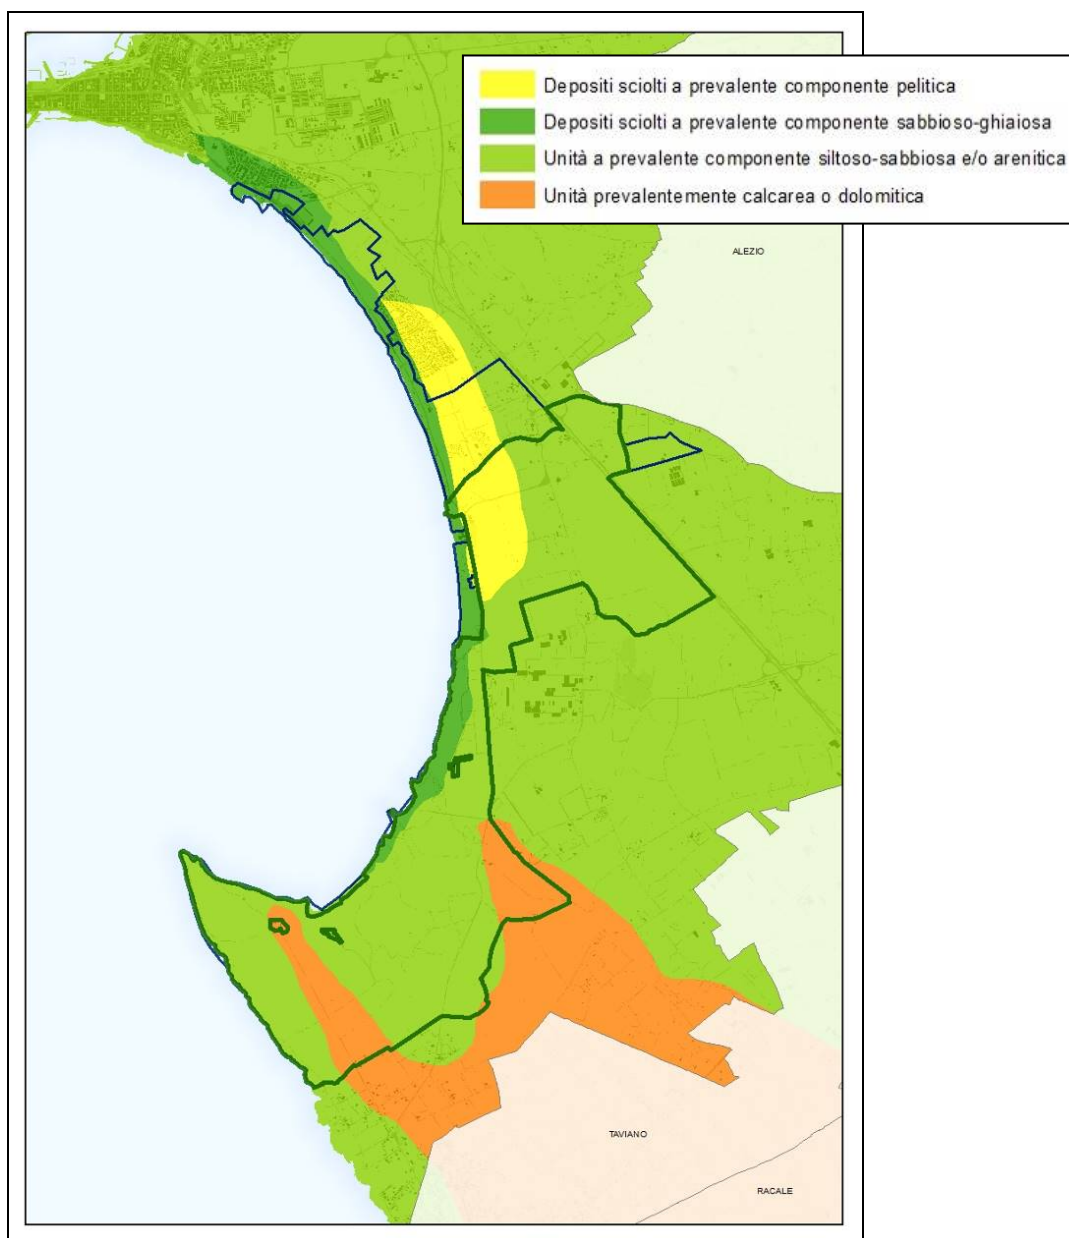 Depositi sciolti a prevalente componente pelitica
Depositi sciolti a prevalente componente sabbioso-ghiaiosa
Unità a prevalente componente siltoso-sabbiosa e/o arenitica
Unità prevalentemente calcarea o dolomitica
ALEZIO
TAVIANO
RACALE